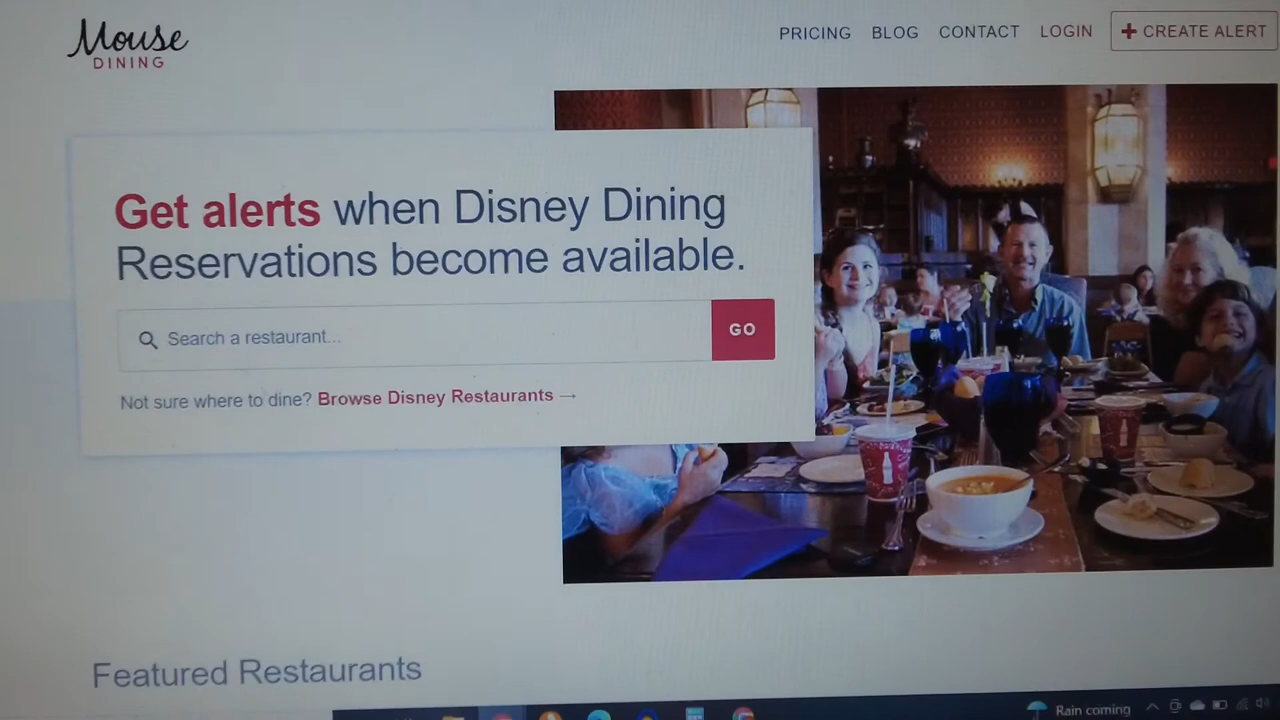 Mouse
DINING
PRICING BLOG CONTACT LOGIN + CREATE ALERT
Get alerts when Disney Dining
Reservations become available.
Search a restaurant...
GO
Not sure where to dine? Browse Disney Restaurants →
Featured Restaurants
Rain coming